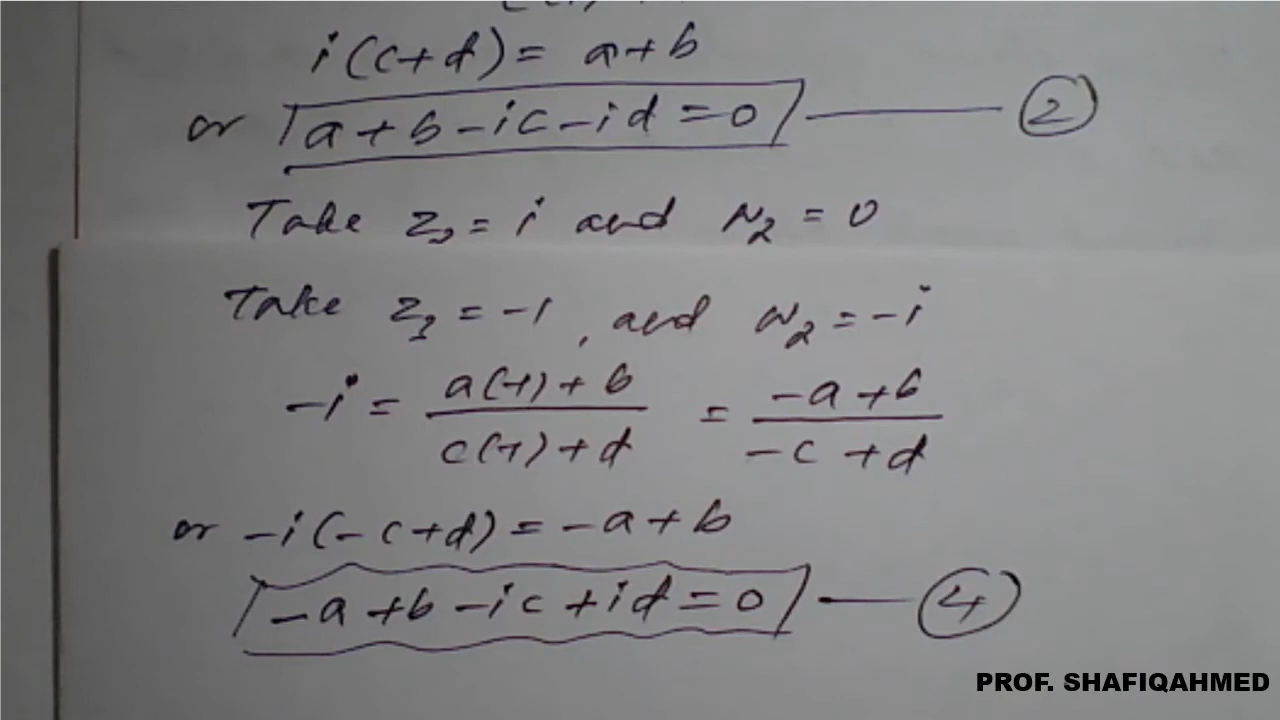 i(c+d) = a+b
or a+b-ic-id=0 ② 
Take z₂ = i and w₂ = 0
Take z₃ = -1, and w₂ = -i
-i = a(-1)+b / c(-1)+d = -a+b / -c+d
or -i(-c+d) = -a+b
-a+b-ic+id=0 ④
PROF. SHAFIQAHMED